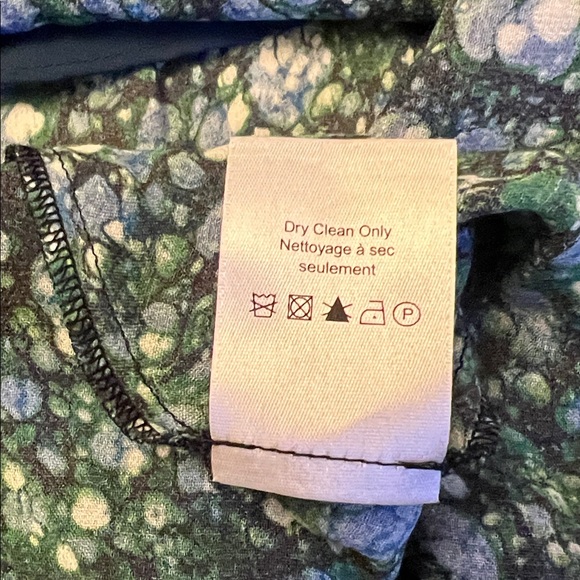 Dry Clean Only
Nettoyage à sec
seulement
P